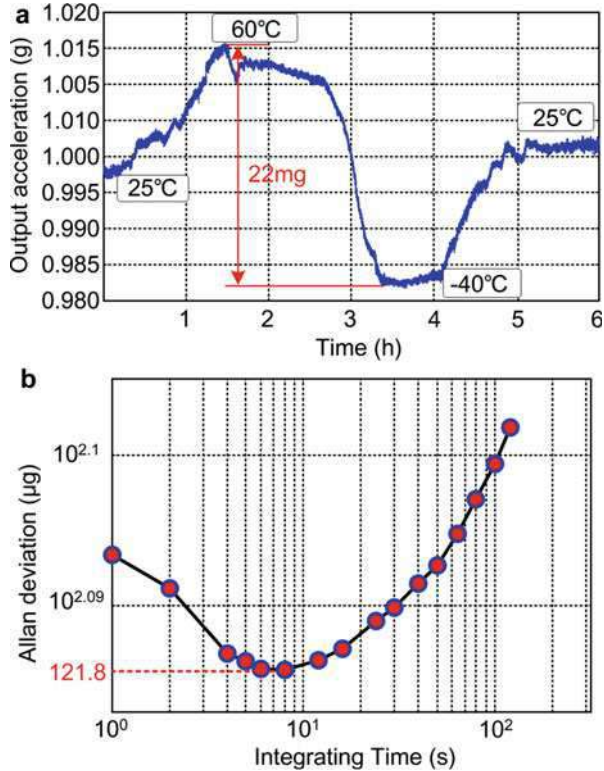 a
Output acceleration (g)
1.020
1.015
1.005
1.010
1.000
0.995
0.990
0.985
0.980
60℃
25℃
22mg
25℃
-40℃
1 2 3 4 5 6
Time (h)
b
Allan deviation (μg)
10^2.1
10^2.09
121.8
10^0 10^1 10^2
Integrating Time (s)